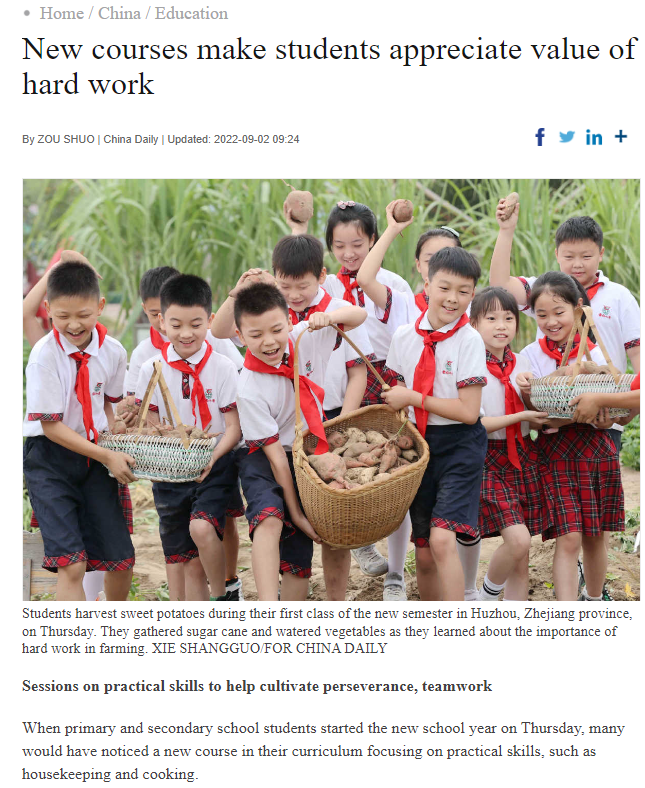 • Home / China / Education
New courses make students appreciate value of
hard work
By ZOU SHUO | China Daily | Updated: 2022-09-02 09:24
Students harvest sweet potatoes during their first class of the new semester in Huzhou, Zhejiang province,
on Thursday. They gathered sugar cane and watered vegetables as they learned about the importance of
hard work in farming. XIE SHANGGUO/FOR CHINA DAILY
Sessions on practical skills to help cultivate perseverance, teamwork
When primary and secondary school students started the new school year on Thursday, many
would have noticed a new course in their curriculum focusing on practical skills, such as
housekeeping and cooking.